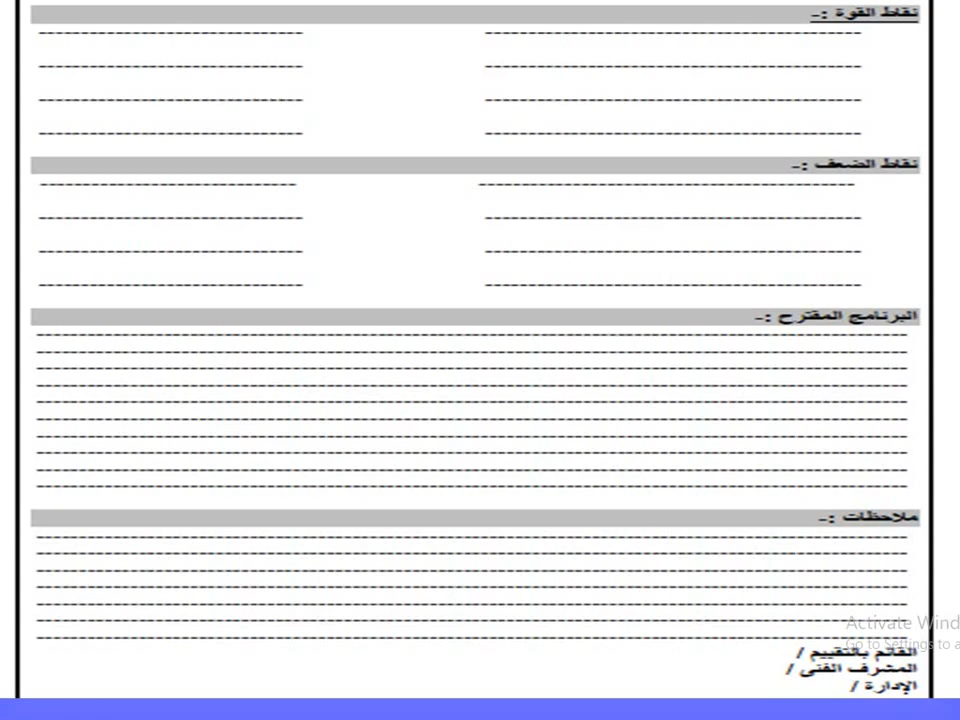 نقاط القوة :-
نقاط الضعف :-
البرنامج المقترح :-
ملاحظات :-
Activate Wind
Go to Settings to a
القائم بالتقييم /
المشرف الفنى /
الإدارة /